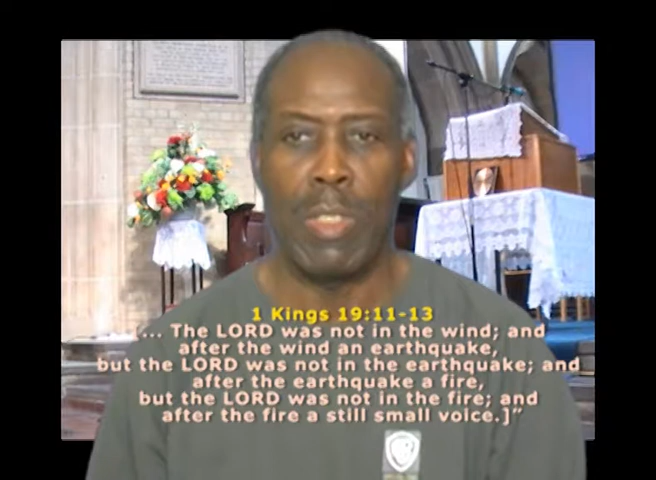 1 Kings 19:11-13
[... The LORD was not in the wind; and
after the wind an earthquake,
but the LORD was not in the earthquake; and
after the earthquake a fire,
but the LORD was not in the fire; and
after the fire a still small voice.]”